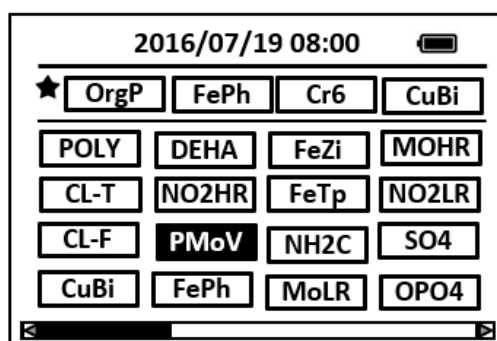 2016/07/19 08:00
OrgP FePh Cr6 CuBi
POLY DEHA FeZi MOHR
CL-T NO2HR FeTp NO2LR
CL-F PMoV NH2C SO4
CuBi FePh MoLR OPO4